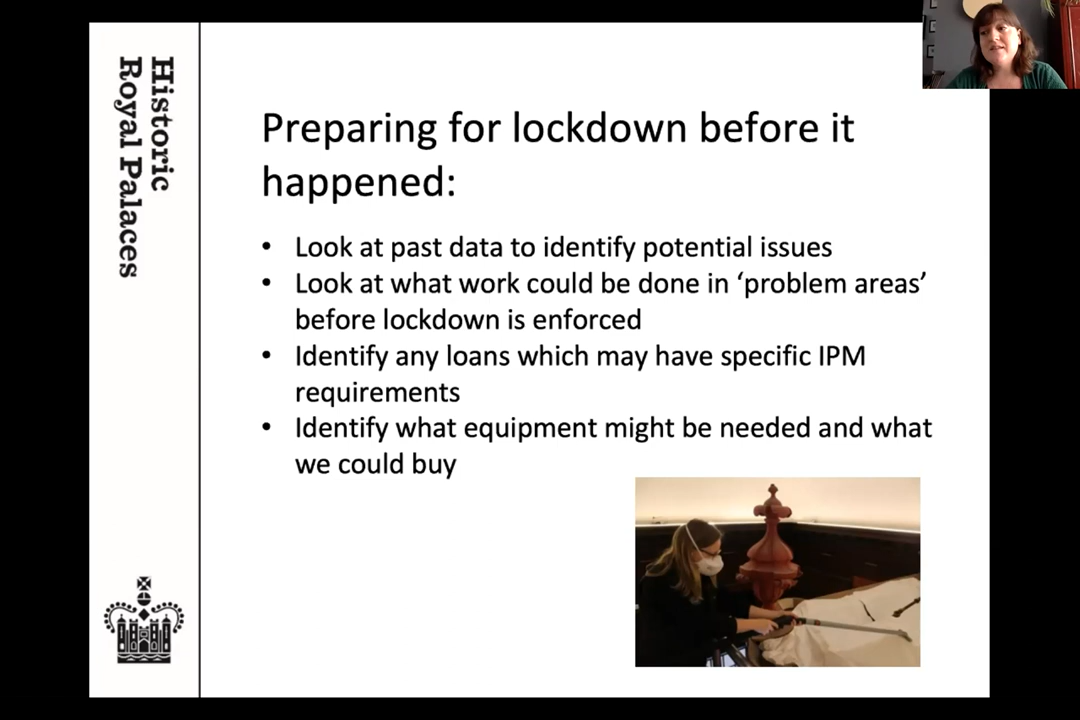 Historic
Royal Palaces
Preparing for lockdown before it
happened:
• Look at past data to identify potential issues
• Look at what work could be done in ‘problem areas’
before lockdown is enforced
• Identify any loans which may have specific IPM
requirements
• Identify what equipment might be needed and what
we could buy